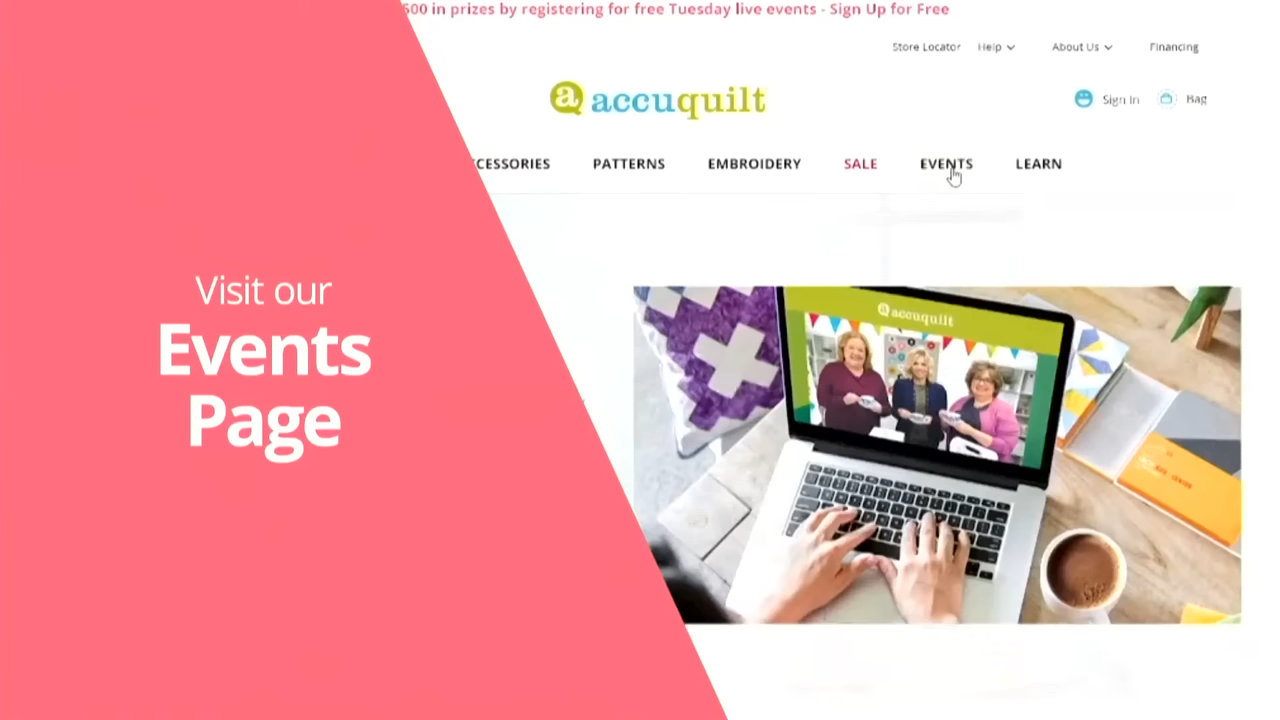 500 in prizes by registering for free Tuesday live events - Sign Up for Free
Store Locator Help About Us Financing
a accuquilt
Sign In Bag
CESSORIES PATTERNS EMBROIDERY SALE EVENTS LEARN
Visit our
Events
Page
a accuquilt